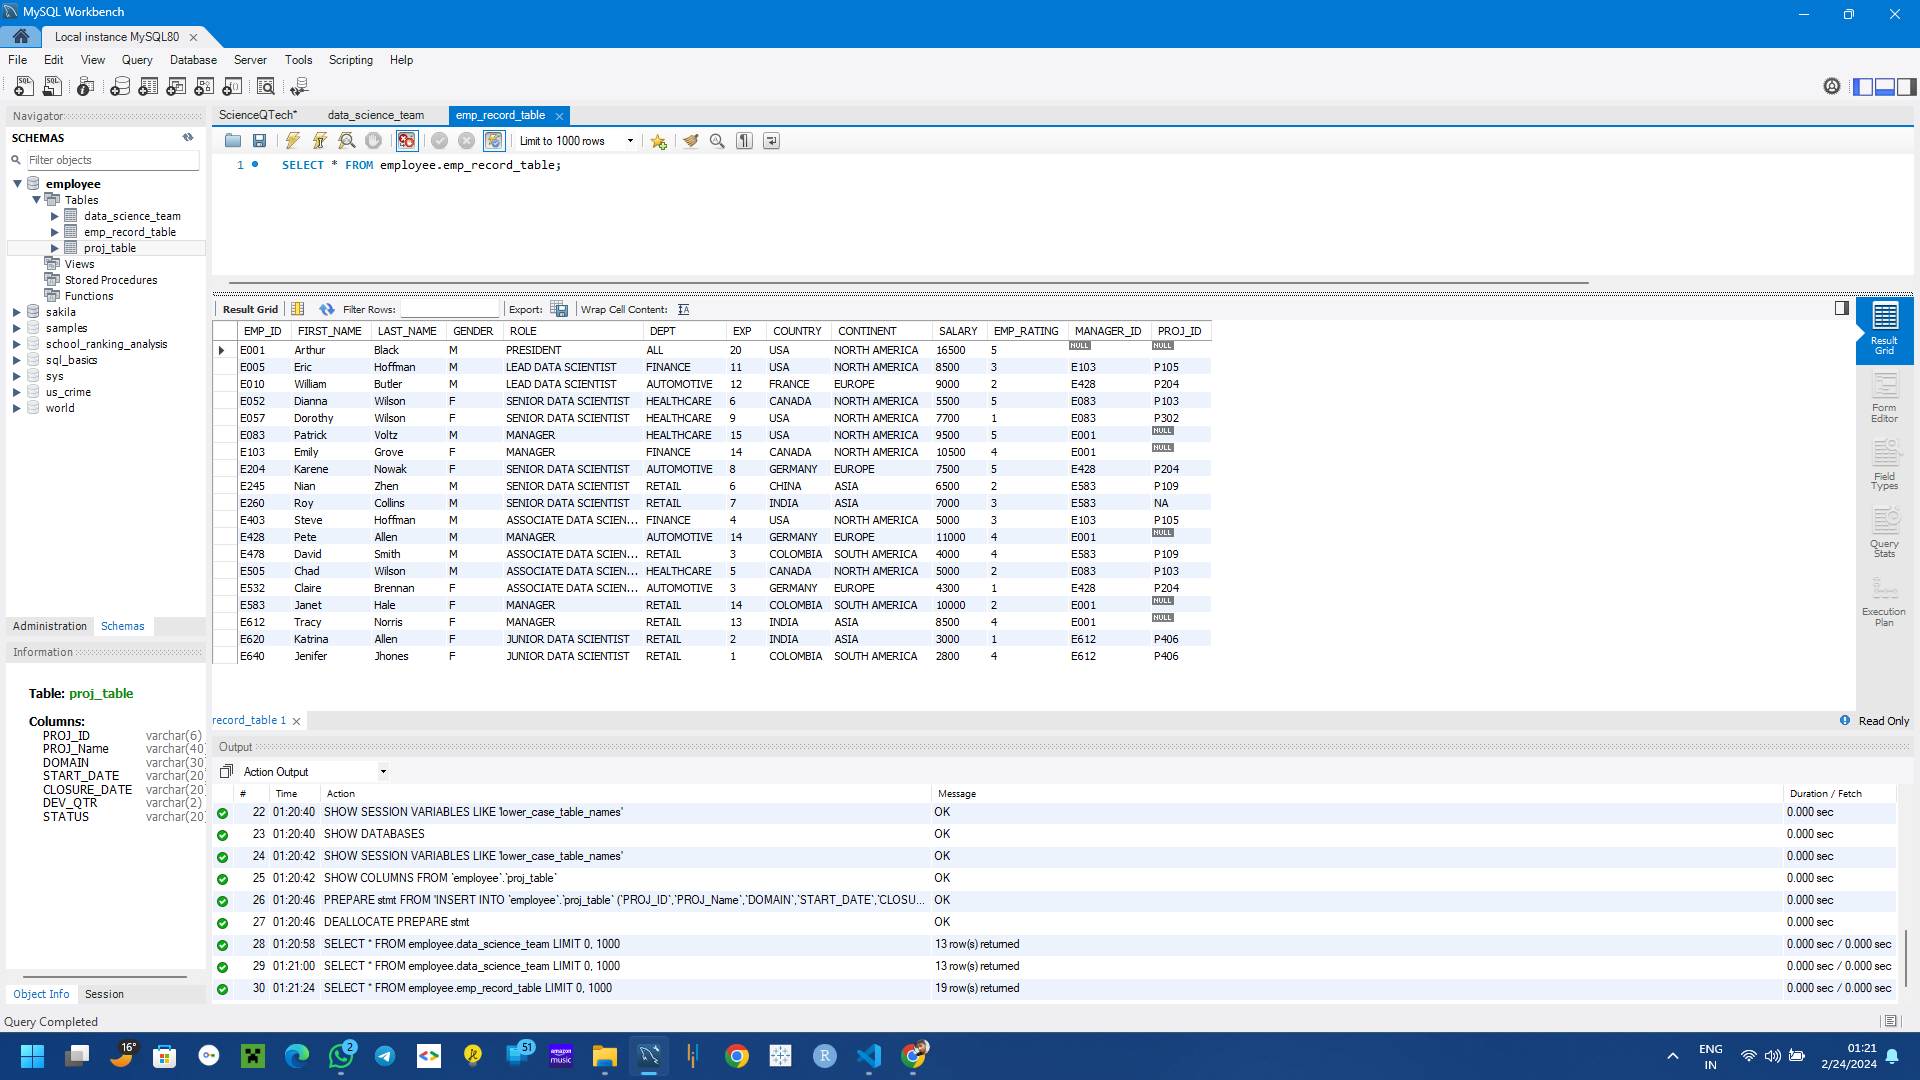 MySQL Workbench
Local instance MySQL80
File Edit View Query Database Server Tools Scripting Help
Navigator
SCHEMAS
Filter objects
employee
Tables
data_science_team
emp_record_table
proj_table
Views
Stored Procedures
Functions
sakila
samples
school_ranking_analysis
sql_basics
sys
us_crime
world
Administration Schemas
Information
Table: proj_table
Columns:
PROJ_ID varchar(6)
PROJ_Name varchar(40)
DOMAIN varchar(30)
START_DATE varchar(20)
CLOSURE_DATE varchar(20)
DEV_QTR varchar(2)
STATUS varchar(20)
Object Info Session
Query Completed
ScienceQTech* data_science_team emp_record_table
Limit to 1000 rows
1 SELECT * FROM employee.emp_record_table;
Result Grid Filter Rows: Export: Wrap Cell Content:
EMP_ID FIRST_NAME LAST_NAME GENDER ROLE DEPT EXP COUNTRY CONTINENT SALARY EMP_RATING MANAGER_ID PROJ_ID
E001 Arthur Black M PRESIDENT ALL 20 USA NORTH AMERICA 16500 5 NULL NULL
E005 Eric Hoffman M LEAD DATA SCIENTIST FINANCE 11 USA NORTH AMERICA 8500 3 E103 P105
E010 William Butler M LEAD DATA SCIENTIST AUTOMOTIVE 12 FRANCE EUROPE 9000 2 E428 P204
E052 Dianna Wilson F SENIOR DATA SCIENTIST HEALTHCARE 6 CANADA NORTH AMERICA 5500 5 E083 P103
E057 Dorothy Wilson F SENIOR DATA SCIENTIST HEALTHCARE 9 USA NORTH AMERICA 7700 1 E083 P302
E083 Patrick Voltz M MANAGER HEALTHCARE 15 USA NORTH AMERICA 9500 5 E001 NULL
E103 Emily Grove F MANAGER FINANCE 14 CANADA NORTH AMERICA 10500 4 E001 NULL
E204 Karene Nowak F SENIOR DATA SCIENTIST AUTOMOTIVE 8 GERMANY EUROPE 7500 5 E428 P204
E245 Nian Zhen M SENIOR DATA SCIENTIST RETAIL 6 CHINA ASIA 6500 2 E583 P109
E260 Roy Collins M SENIOR DATA SCIENTIST RETAIL 7 INDIA ASIA 7000 3 E583 NA
E403 Steve Hoffman M ASSOCIATE DATA SCIEN... FINANCE 4 USA NORTH AMERICA 5000 3 E103 P105
E428 Pete Allen M MANAGER AUTOMOTIVE 14 GERMANY EUROPE 11000 4 E001 NULL
E478 David Smith M ASSOCIATE DATA SCIEN... RETAIL 3 COLOMBIA SOUTH AMERICA 4000 4 E583 P109
E505 Chad Wilson M ASSOCIATE DATA SCIEN... HEALTHCARE 5 CANADA NORTH AMERICA 5000 2 E083 P103
E532 Claire Brennan F ASSOCIATE DATA SCIEN... AUTOMOTIVE 3 GERMANY EUROPE 4300 1 E428 P204
E583 Janet Hale F MANAGER RETAIL 14 COLOMBIA SOUTH AMERICA 10000 2 E001 NULL
E612 Tracy Norris F MANAGER RETAIL 13 INDIA ASIA 8500 4 E001 NULL
E620 Katrina Allen F JUNIOR DATA SCIENTIST RETAIL 2 INDIA ASIA 3000 1 E612 P406
E640 Jenifer Jhones F JUNIOR DATA SCIENTIST RETAIL 1 COLOMBIA SOUTH AMERICA 2800 4 E612 P406
Result Grid
Form Editor
Field Types
Query Stats
Execution Plan
record_table 1
Read Only
Output
Action Output
# Time Action Message Duration / Fetch
22 01:20:40 SHOW SESSION VARIABLES LIKE 'lower_case_table_names' OK 0.000 sec
23 01:20:40 SHOW DATABASES OK 0.000 sec
24 01:20:42 SHOW SESSION VARIABLES LIKE 'lower_case_table_names' OK 0.000 sec
25 01:20:42 SHOW COLUMNS FROM `employee`.`proj_table` OK 0.000 sec
26 01:20:46 PREPARE stmt FROM 'INSERT INTO `employee`.`proj_table` (`PROJ_ID`,`PROJ_Name`,`DOMAIN`,`START_DATE`,`CLOSU... OK 0.000 sec
27 01:20:46 DEALLOCATE PREPARE stmt OK 0.000 sec
28 01:20:58 SELECT * FROM employee.data_science_team LIMIT 0, 1000 13 row(s) returned 0.000 sec / 0.000 sec
29 01:21:00 SELECT * FROM employee.data_science_team LIMIT 0, 1000 13 row(s) returned 0.000 sec / 0.000 sec
30 01:21:24 SELECT * FROM employee.emp_record_table LIMIT 0, 1000 19 row(s) returned 0.000 sec / 0.000 sec
16°
2
51
amazon music
R
ENG
IN
01:21
2/24/2024